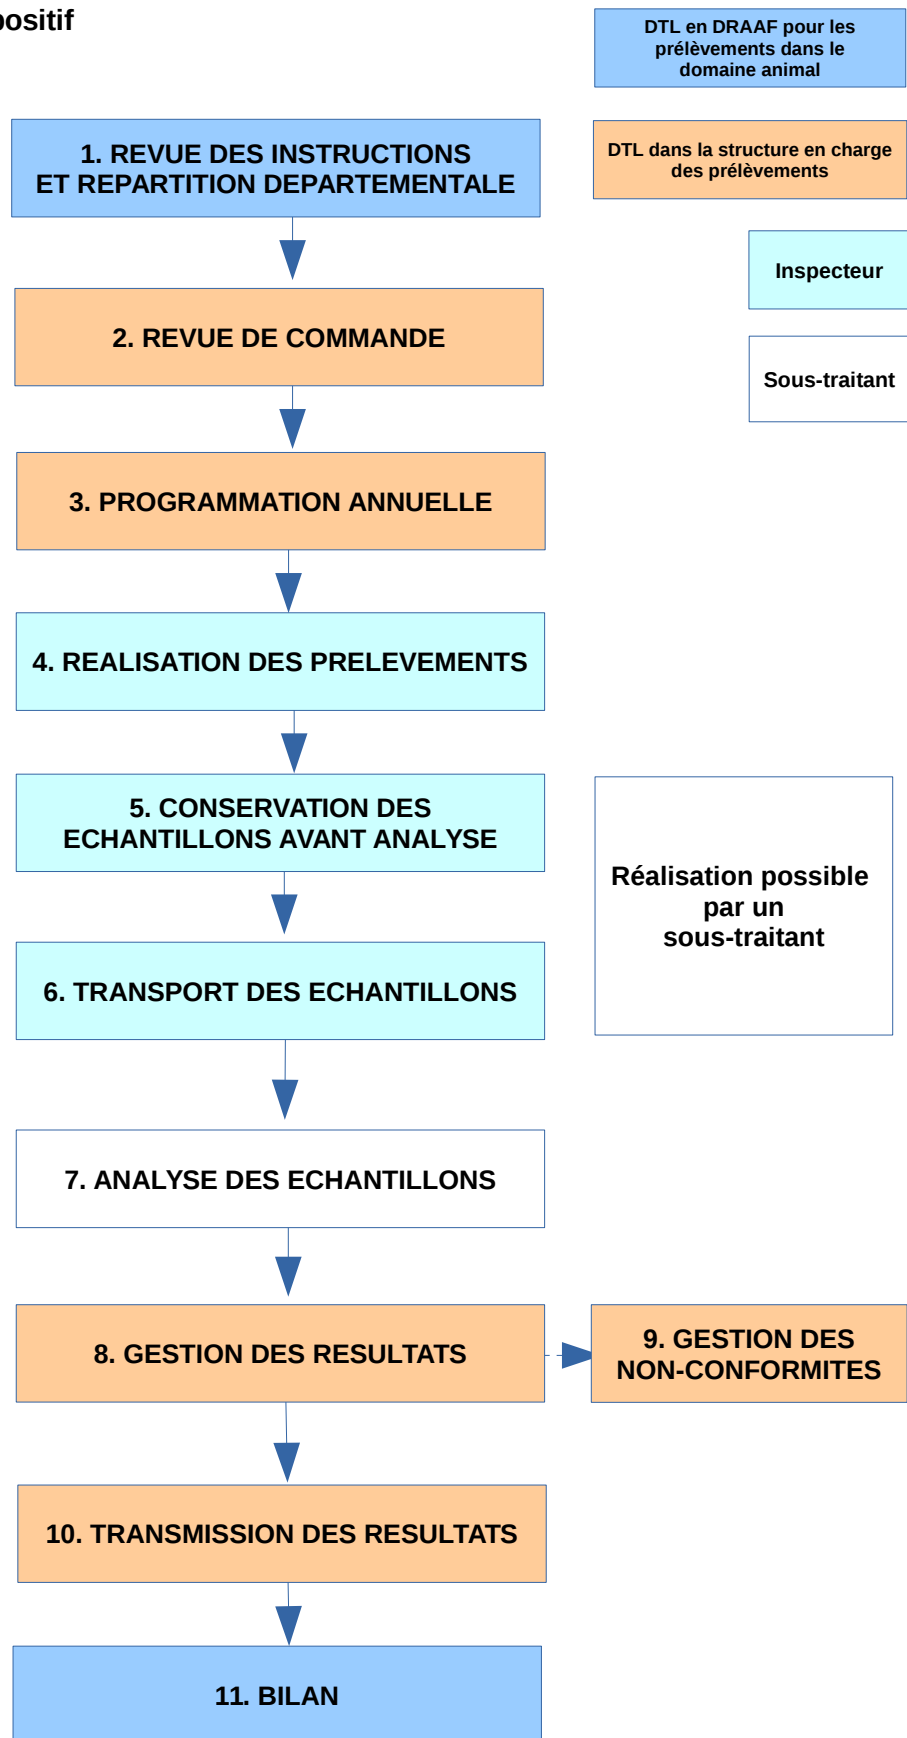 positif
DTL en DRAAF pour les
prélèvements dans le
domaine animal
1. REVUE DES INSTRUCTIONS
ET REPARTITION DEPARTEMENTALE
DTL dans la structure en charge
des prélèvements
Inspecteur
2. REVUE DE COMMANDE
Sous-traitant
3. PROGRAMMATION ANNUELLE
4. REALISATION DES PRELEVEMENTS
5. CONSERVATION DES
ECHANTILLONS AVANT ANALYSE
Réalisation possible
par un
sous-traitant
6. TRANSPORT DES ECHANTILLONS
7. ANALYSE DES ECHANTILLONS
8. GESTION DES RESULTATS
9. GESTION DES
NON-CONFORMITES
10. TRANSMISSION DES RESULTATS
11. BILAN